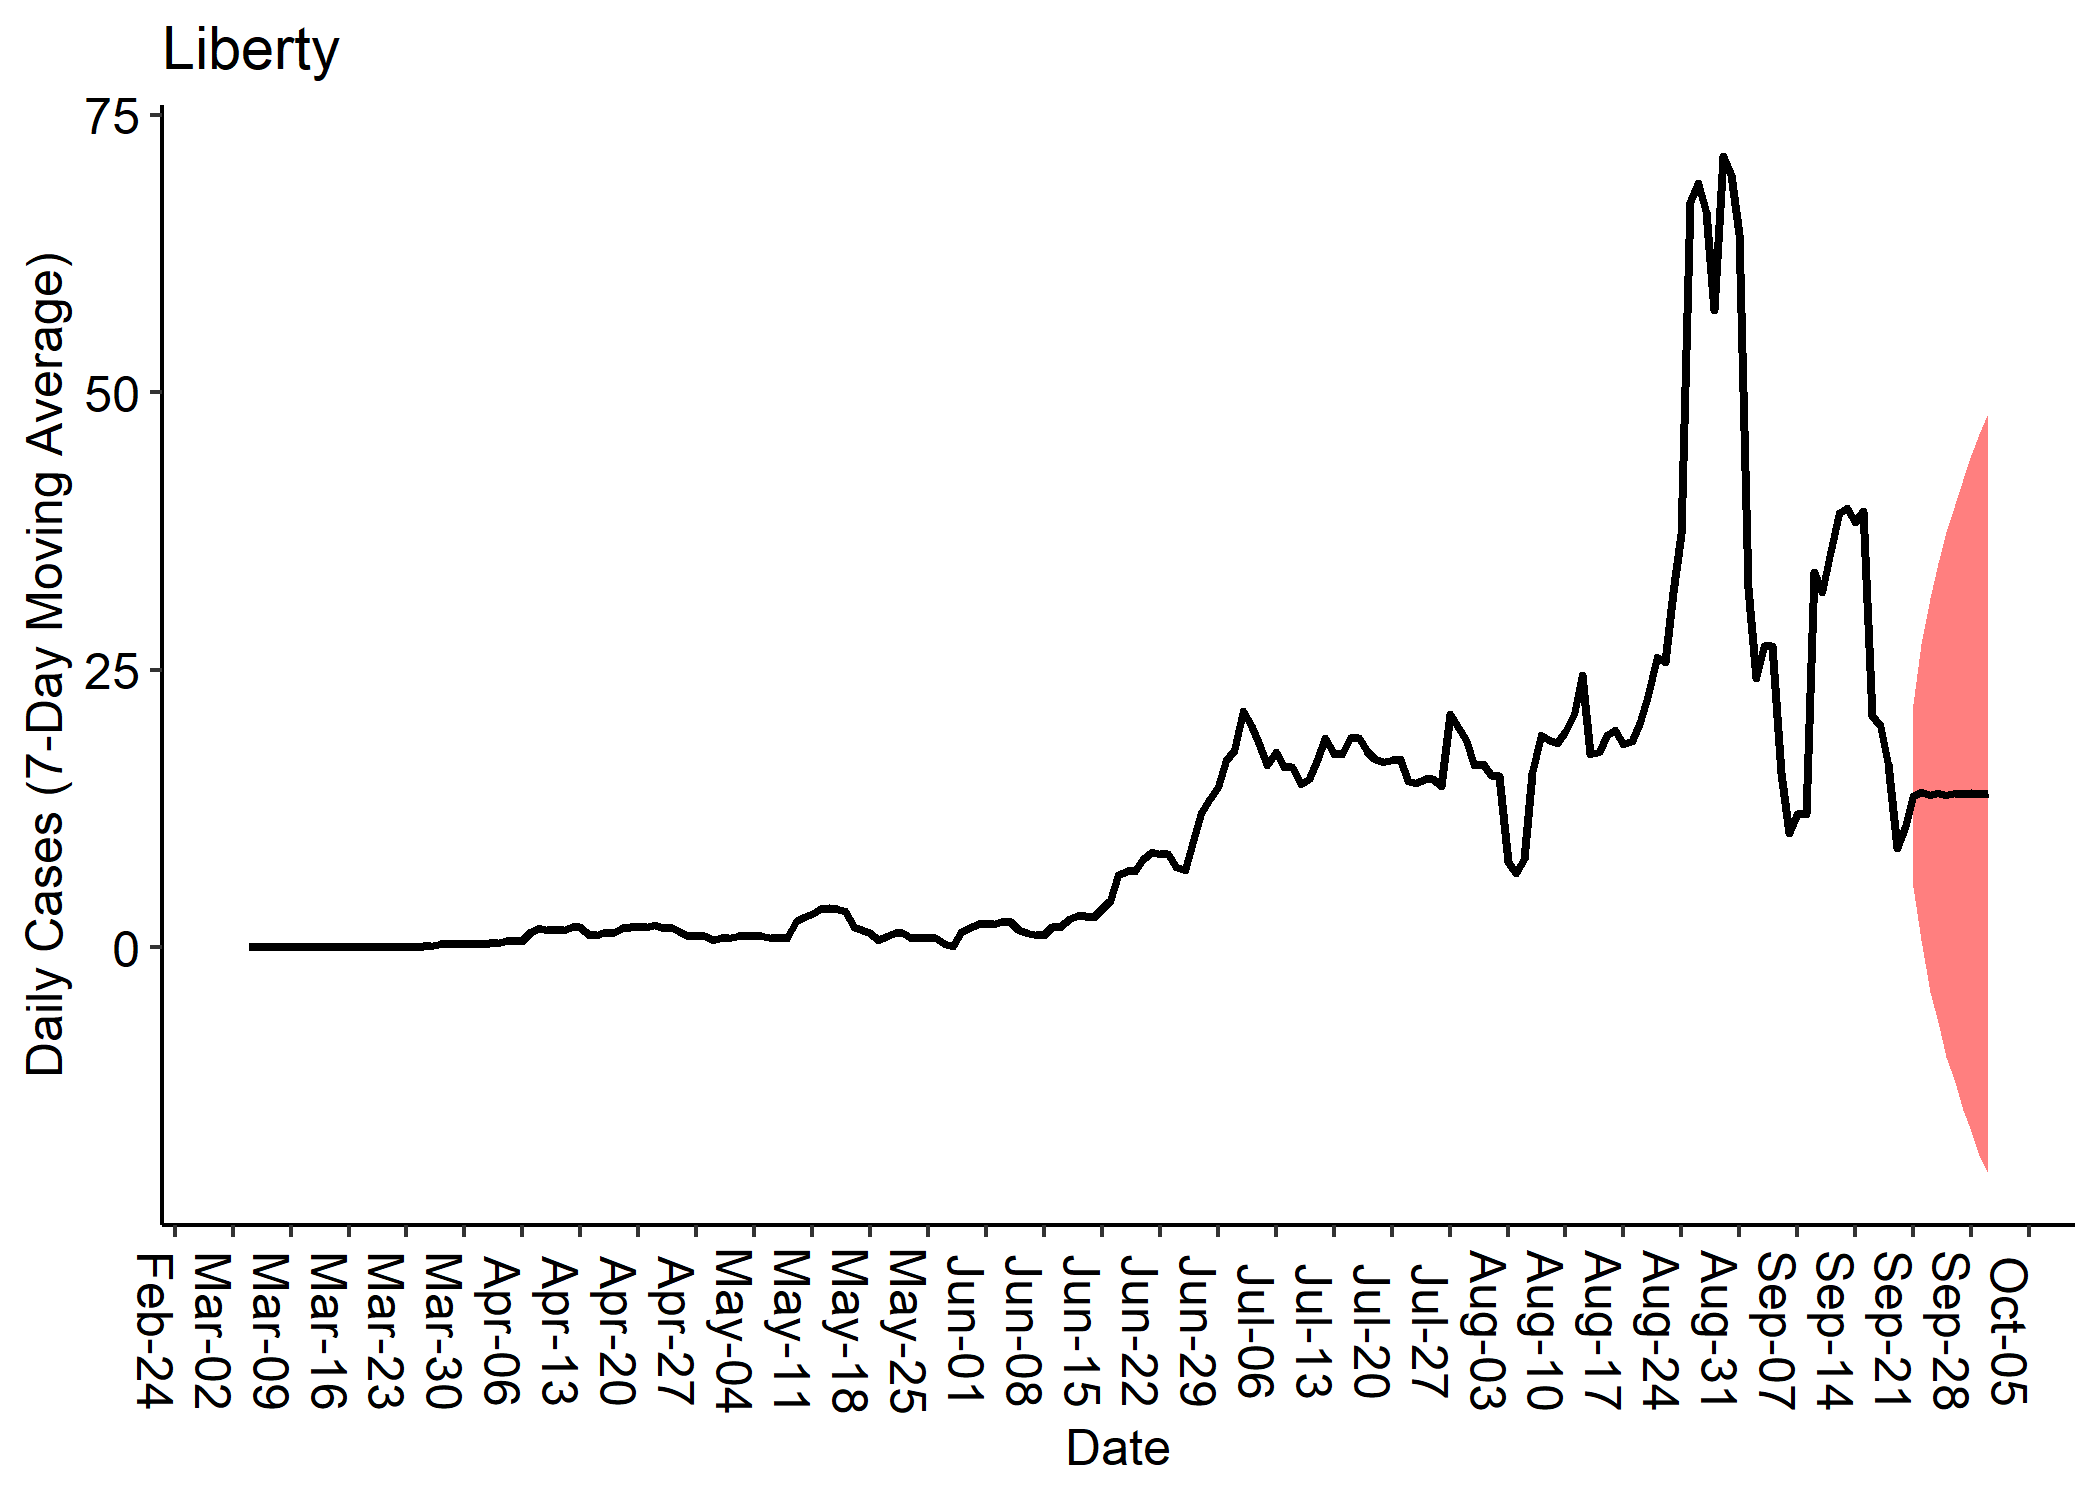 Liberty
Daily Cases (7-Day Moving Average)
75
50
25
0
Feb-24
Mar-02
Mar-09
Mar-16
Mar-23
Mar-30
Apr-06
Apr-13
Apr-20
Apr-27
May-04
May-11
May-18
May-25
Jun-01
Jun-08
Jun-15
Jun-22
Jun-29
Jul-06
Jul-13
Jul-20
Jul-27
Aug-03
Aug-10
Aug-17
Aug-24
Aug-31
Sep-07
Sep-14
Sep-21
Sep-28
Oct-05
Date